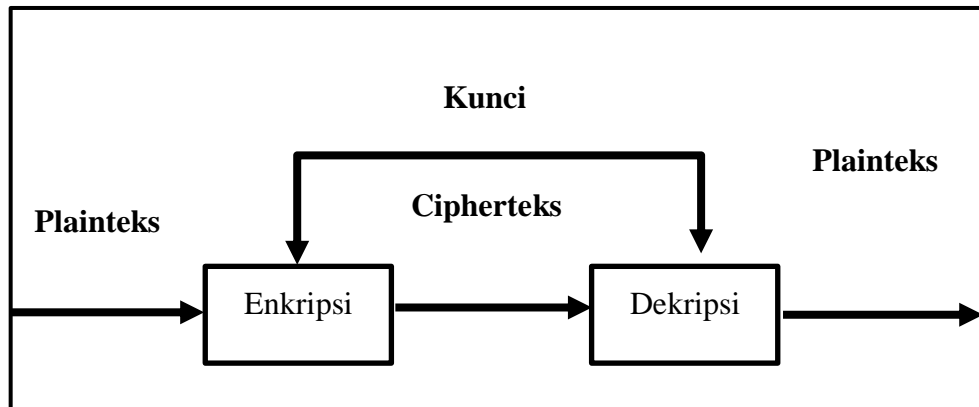 Kunci
Plainteks
Cipherteks
Plainteks
Enkripsi
Dekripsi